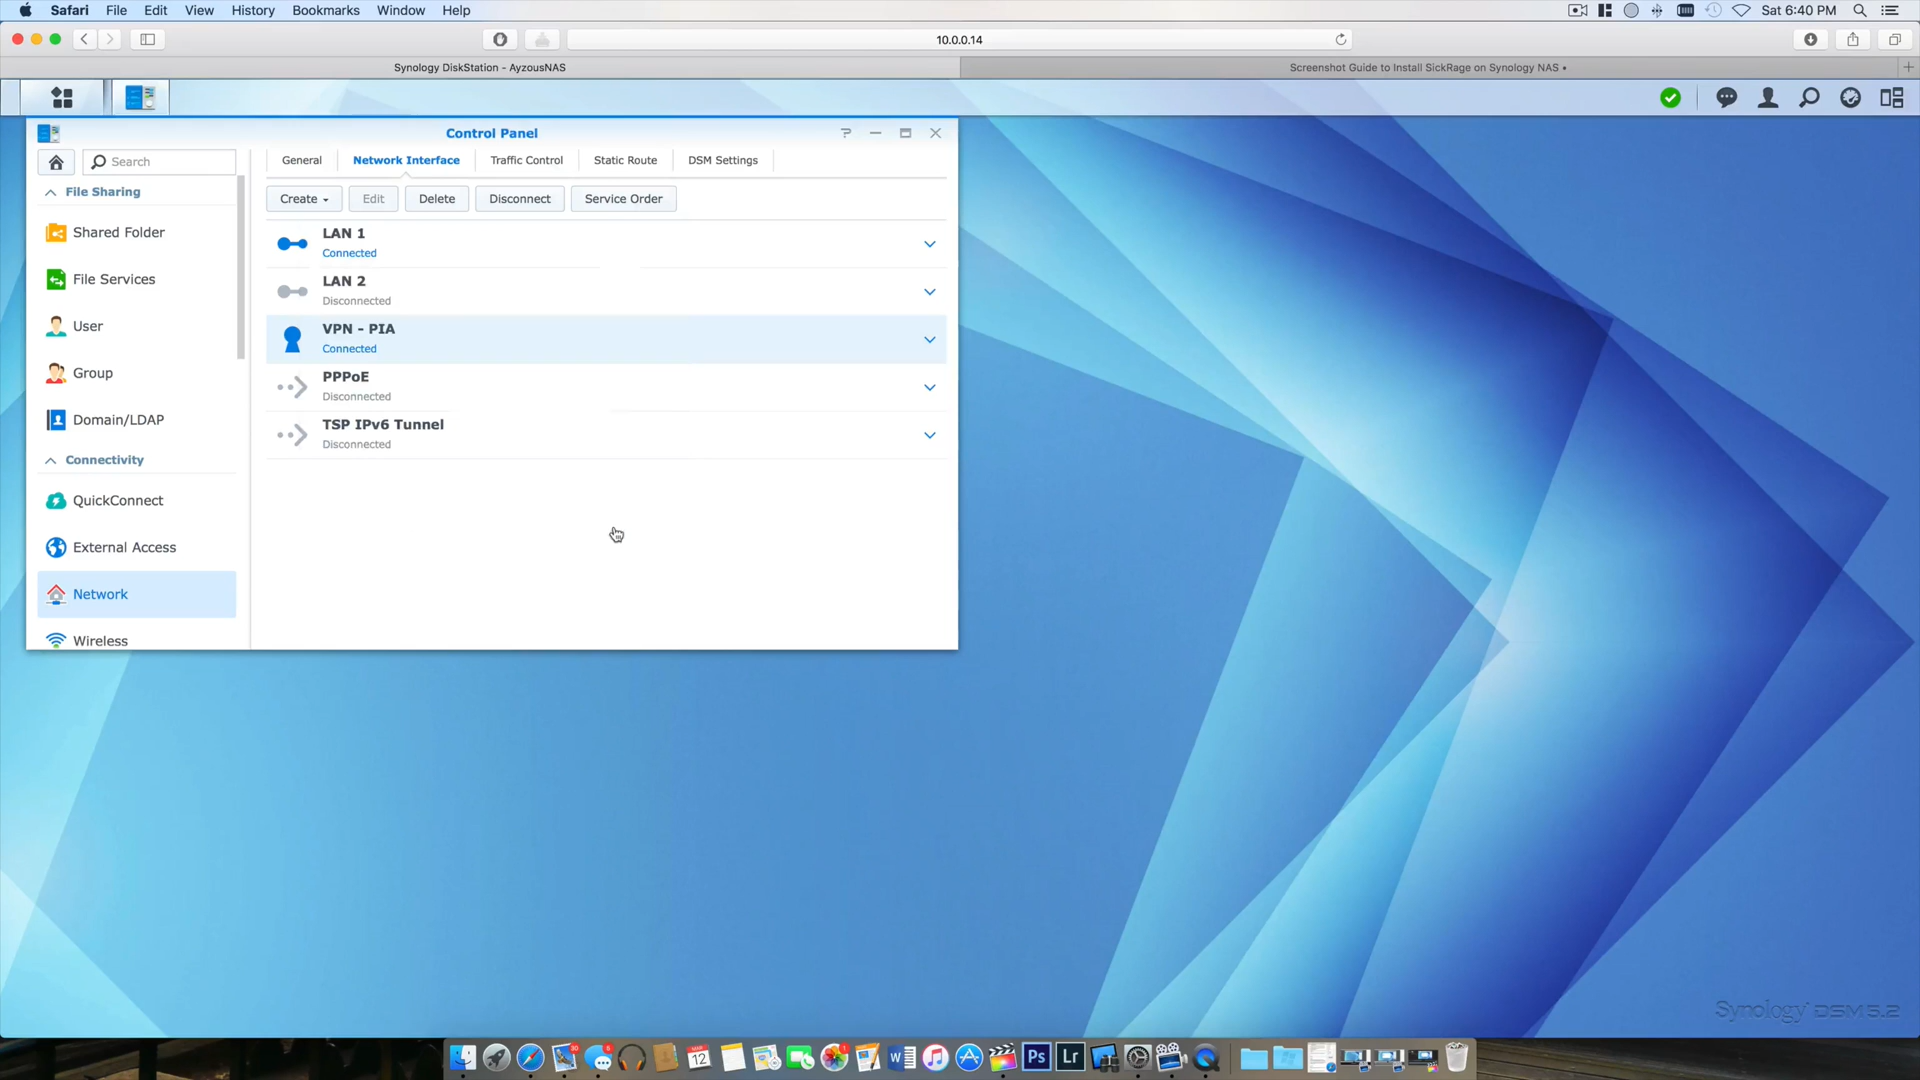 Safari File Edit View History Bookmarks Window Help Sat 6:40 PM
10.0.0.14
Synology DiskStation - AyzousNAS Screenshot Guide to Install SickRage on Synology NAS •
Control Panel
Search
General Network Interface Traffic Control Static Route DSM Settings
File Sharing
Create Edit Delete Disconnect Service Order
Shared Folder
File Services
User
Group
Domain/LDAP
Connectivity
QuickConnect
External Access
Network
Wireless
LAN 1
Connected
LAN 2
Disconnected
VPN - PIA
Connected
PPPoE
Disconnected
TSP IPv6 Tunnel
Disconnected
Synology DSM 5.2
MAR
12
Ps Lr